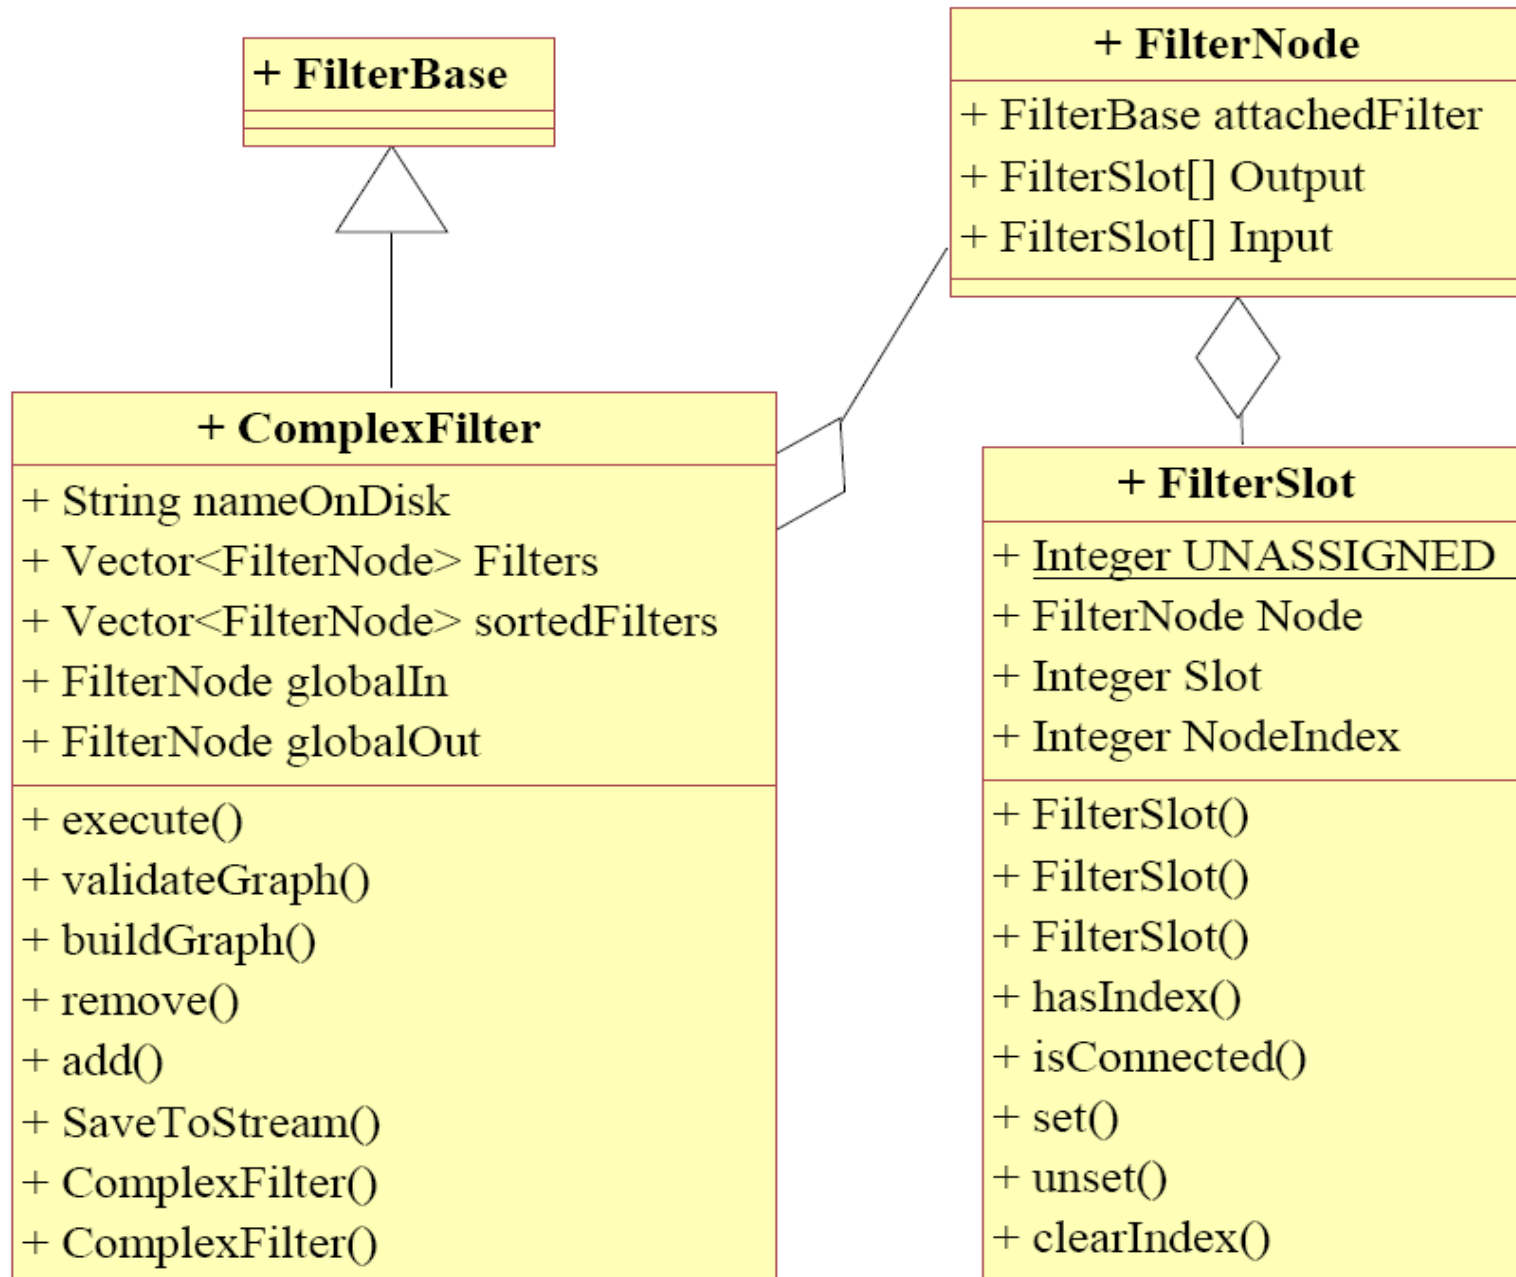 + FilterBase
+ FilterNode
+ FilterBase attachedFilter
+ FilterSlot[] Output
+ FilterSlot[] Input
+ ComplexFilter
+ String nameOnDisk
+ Vector<FilterNode> Filters
+ Vector<FilterNode> sortedFilters
+ FilterNode globalIn
+ FilterNode globalOut
+ execute()
+ validateGraph()
+ buildGraph()
+ remove()
+ add()
+ SaveToStream()
+ ComplexFilter()
+ ComplexFilter()
+ FilterSlot
+ Integer UNASSIGNED
+ FilterNode Node
+ Integer Slot
+ Integer NodeIndex
+ FilterSlot()
+ FilterSlot()
+ FilterSlot()
+ hasIndex()
+ isConnected()
+ set()
+ unset()
+ clearIndex()